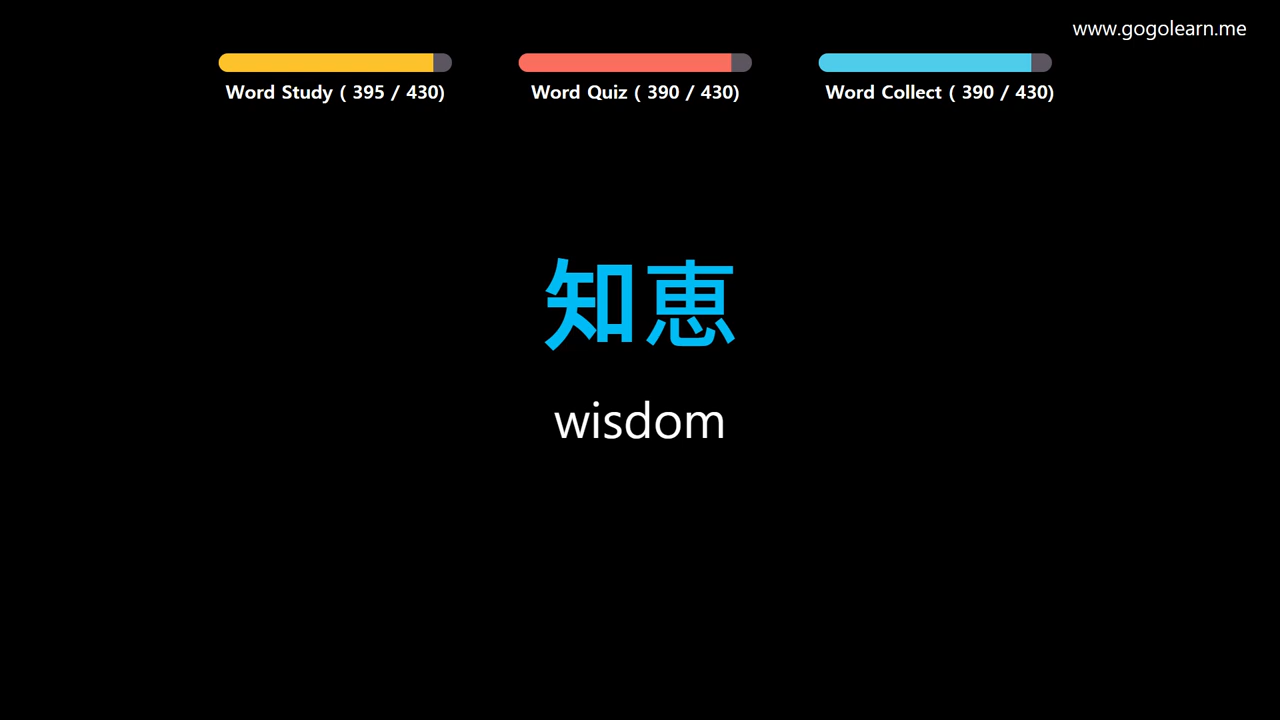 www.gogolearn.me
Word Study ( 395 / 430)
Word Quiz ( 390 / 430)
Word Collect ( 390 / 430)
知恵
wisdom